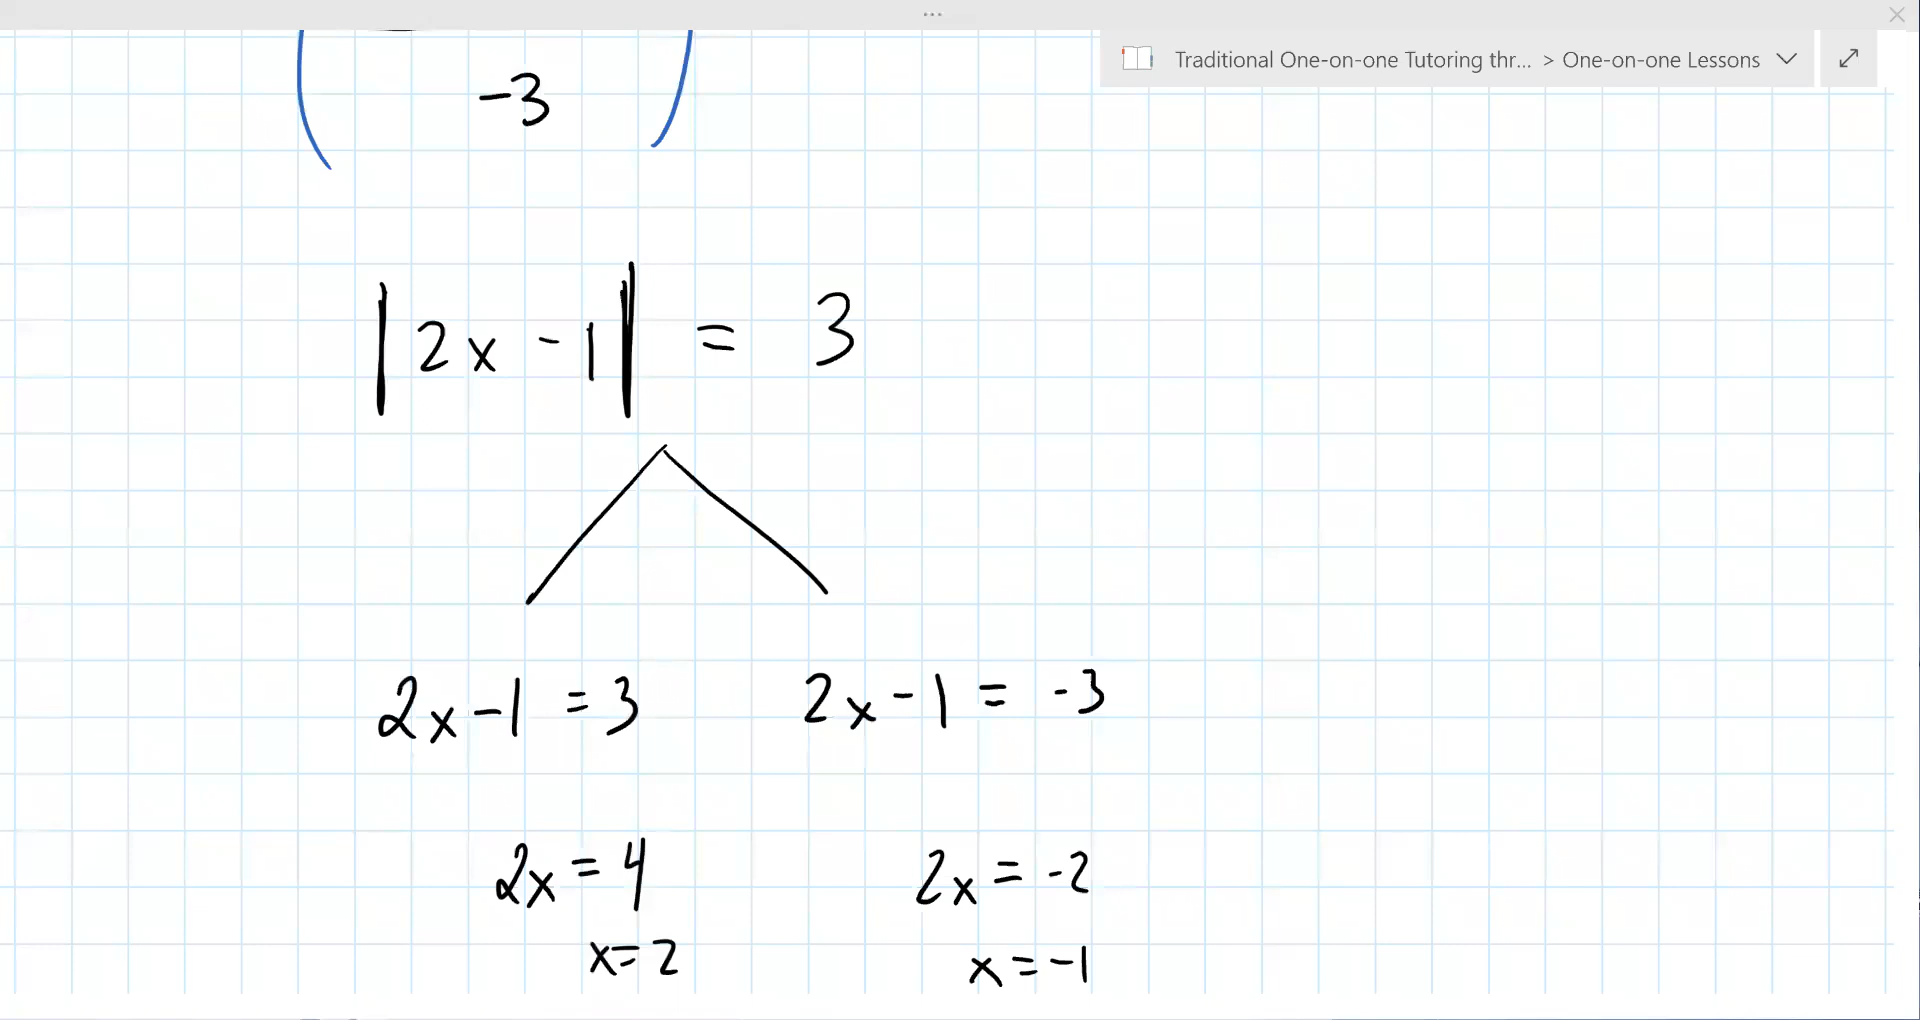 ...
Traditional One-on-one Tutoring thr... > One-on-one Lessons
-3
|2x - 1| = 3
2x - 1 = 3
2x - 1 = -3
2x = 4
2x = -2
x = 2
x = -1